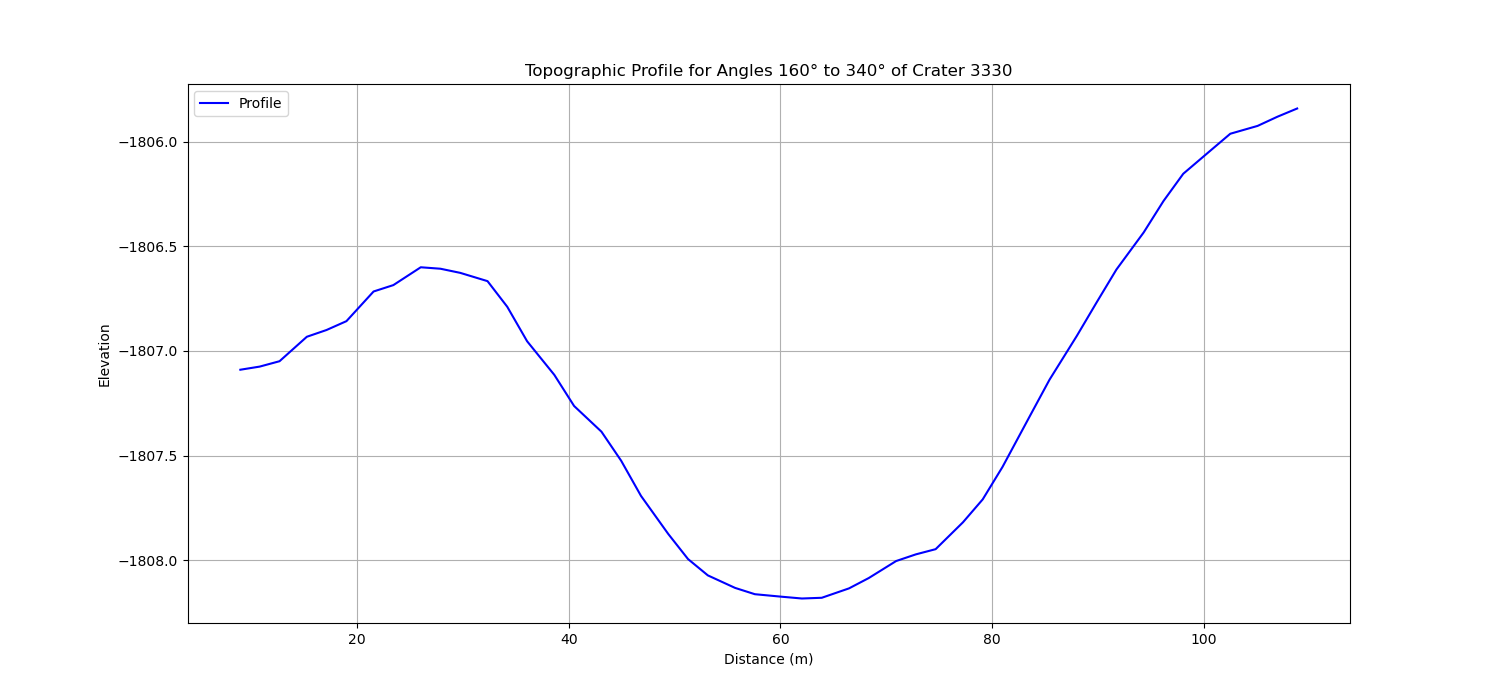 Topographic Profile for Angles 160° to 340° of Crater 3330
Profile
−1806.0
−1806.5
−1807.0
−1807.5
−1808.0
Elevation
20 40 60 80 100
Distance (m)